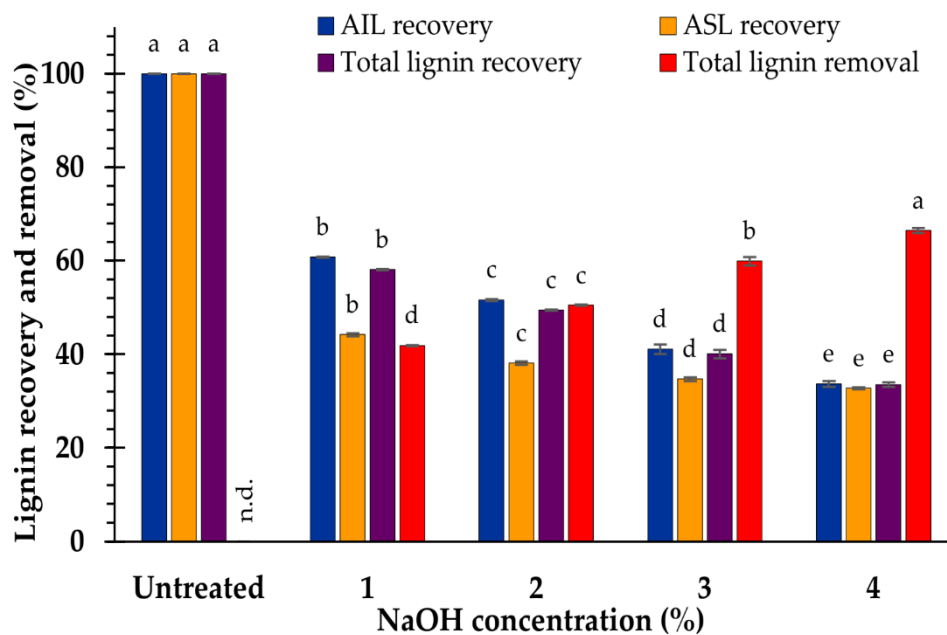 AIL recovery
ASL recovery
Total lignin recovery
Total lignin removal
Lignin recovery and removal (%)
100
80
60
40
20
0
a a a
n.d.
b b b d
c c c c
d d d b
e e e a
Untreated 1 2 3 4
NaOH concentration (%)